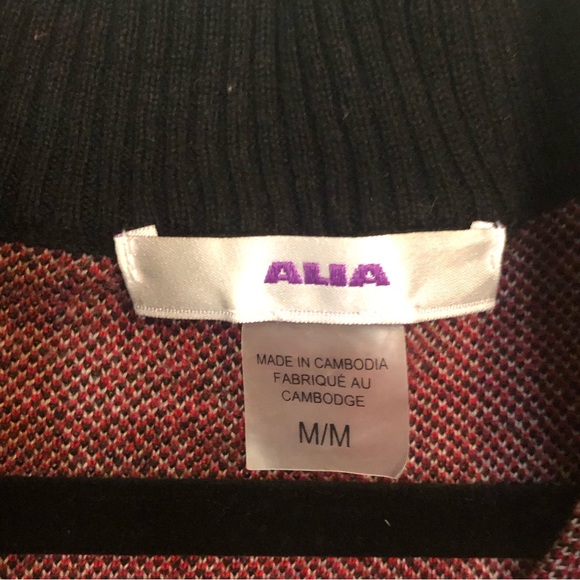 ALIA
MADE IN CAMBODIA
FABRIQUÉ AU
CAMBODGE
M/M